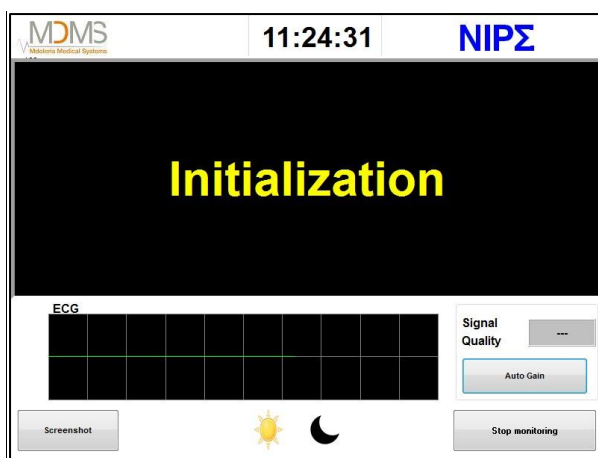 MDMS
Mdoloris Medical Systems
11:24:31
NIPΣ
Initialization
ECG
Signal
Quality
---
Auto Gain
Screenshot
Stop monitoring